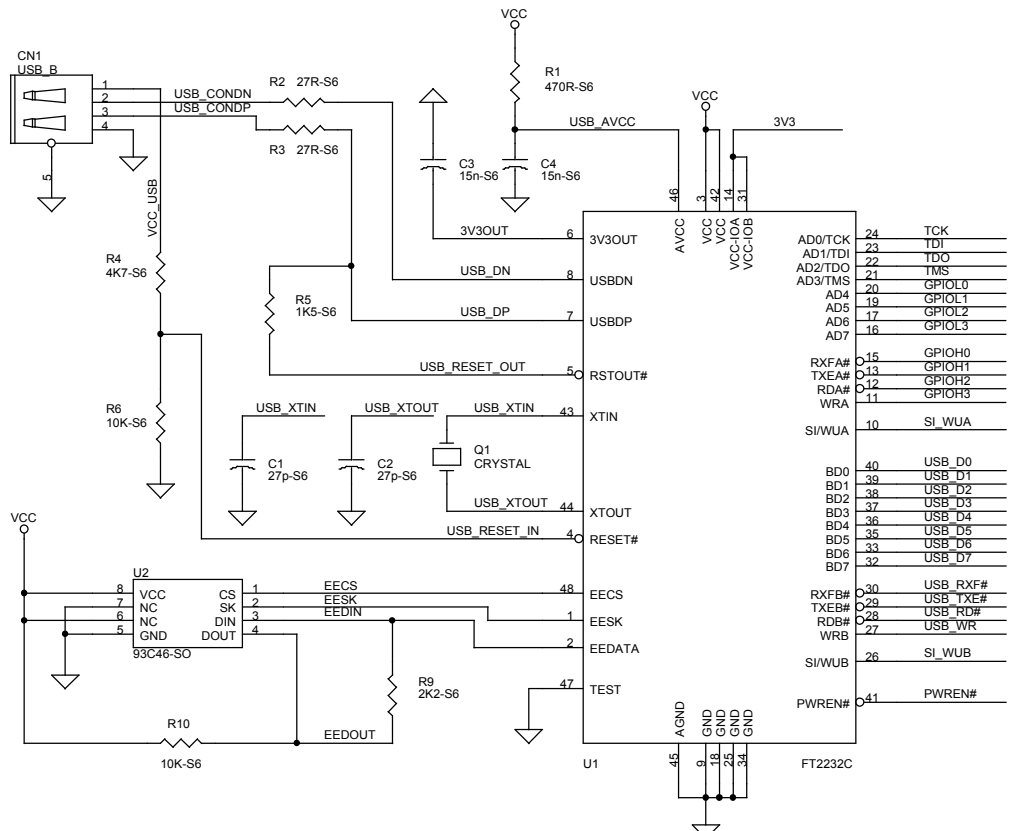 VCC
CN1
USB_B
1
2
3
4
5
USB_CONDN
USB_CONDP
R2 27R-S6
R3 27R-S6
R1
470R-S6
VCC
3V3
USB_AVCC
C3
15n-S6
C4
15n-S6
VCC_USB
R4
4K7-S6
R5
1K5-S6
R6
10K-S6
3V3OUT
USB_DN
USB_DP
USB_RESET_OUT
USB_XTIN
USB_XTOUT
USB_XTIN
C1
27p-S6
C2
27p-S6
Q1
CRYSTAL
USB_XTOUT
USB_RESET_IN
VCC
U2
8 VCC CS 1 EECS
7 NC SK 2 EESK
6 NC DIN 3 EEDIN
5 GND DOUT 4
93C46-SO
R9
2K2-S6
R10
10K-S6
EEDOUT
46 AVCC
3 VCC
42 VCC
14 VCC-IOA
31 VCC-IOB
6 3V3OUT
8 USBDN
7 USBDP
5 RSTOUT#
43 XTIN
44 XTOUT
4 RESET#
48 EECS
1 EESK
2 EEDATA
47 TEST
AD0/TCK 24 TCK
AD1/TDI 23 TDI
AD2/TDO 22 TDO
AD3/TMS 21 TMS
AD4 20 GPIOL0
AD5 19 GPIOL1
AD6 17 GPIOL2
AD7 16 GPIOL3
RXFA# 15 GPIOH0
TXEA# 13 GPIOH1
RDA# 12 GPIOH2
WRA 11 GPIOH3
SI/WUA 10 SI_WUA
BD0 40 USB_D0
BD1 39 USB_D1
BD2 38 USB_D2
BD3 37 USB_D3
BD4 36 USB_D4
BD5 35 USB_D5
BD6 33 USB_D6
BD7 32 USB_D7
RXFB# 30 USB_RXF#
TXEB# 29 USB_TXE#
RDB# 28 USB_RD#
WRB 27 USB_WR
SI/WUB 26 SI_WUB
PWREN# 41 PWREN#
AGND 45
GND 9
GND 18
GND 25
GND 34
U1
FT2232C